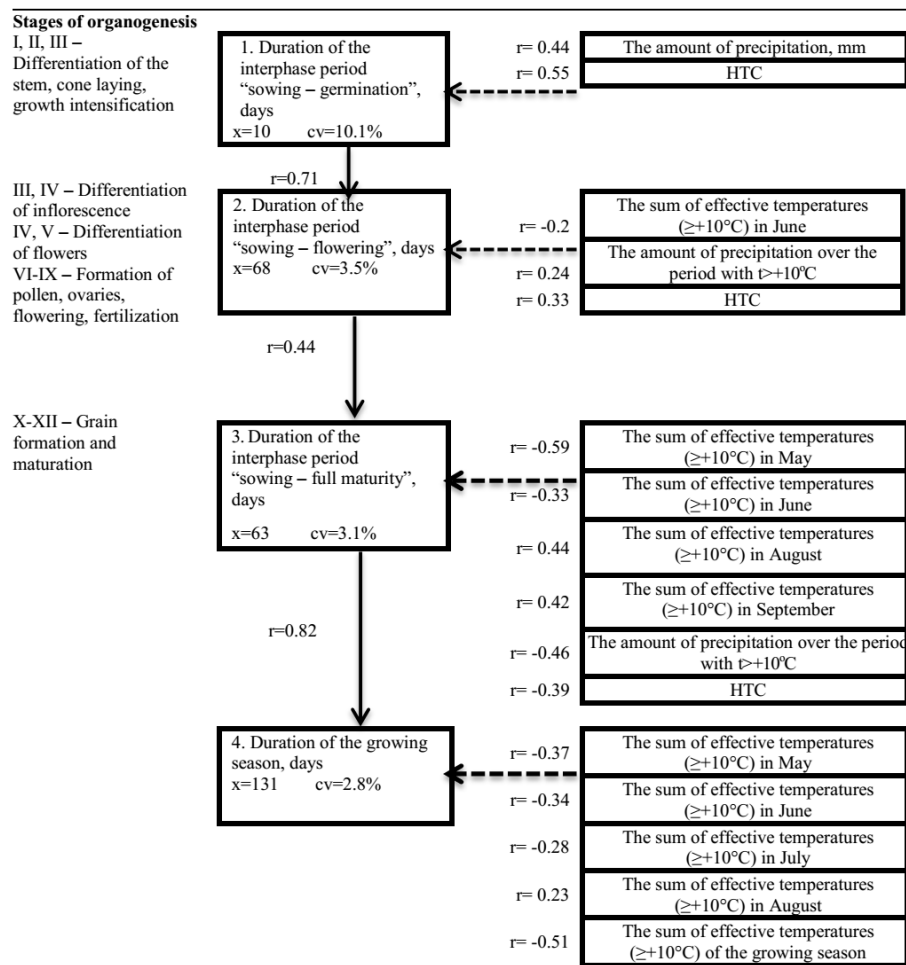 Stages of organogenesis
I, II, III – 
Differentiation of the
stem, cone laying,
growth intensification
1. Duration of the
interphase period
“sowing – germination”,
days
x=10 cv=10.1%
r= 0.44
The amount of precipitation, mm
r= 0.55
HTC
r=0.71
III, IV – Differentiation
of inflorescence
IV, V – Differentiation of
flowers
VI-IX – Formation of
pollen, ovaries,
flowering, fertilization
2. Duration of the
interphase period
“sowing – flowering”, days
x=68 cv=3.5%
r= -0.2
The sum of effective temperatures
(≥+10°C) in June
r= 0.24
The amount of precipitation over the
period with t>+10°C
r= 0.33
HTC
r=0.44
X-XII – Grain
formation and
maturation
3. Duration of the
interphase period
“sowing – full maturity”,
days
x=63 cv=3.1%
r= -0.59
The sum of effective temperatures
(≥+10°C) in May
r= -0.33
The sum of effective temperatures
(≥+10°C) in June
r= 0.44
The sum of effective temperatures
(≥+10°C) in August
r= 0.42
The sum of effective temperatures
(≥+10°C) in September
r= -0.46
The amount of precipitation over the period
with t>+10°C
r= -0.39
HTC
r=0.82
4. Duration of the growing
season, days
x=131 cv=2.8%
r= -0.37
The sum of effective temperatures
(≥+10°C) in May
r= -0.34
The sum of effective temperatures
(≥+10°C) in June
r= -0.28
The sum of effective temperatures
(≥+10°C) in July
r= 0.23
The sum of effective temperatures
(≥+10°C) in August
r= -0.51
The sum of effective temperatures
(≥+10°C) of the growing season